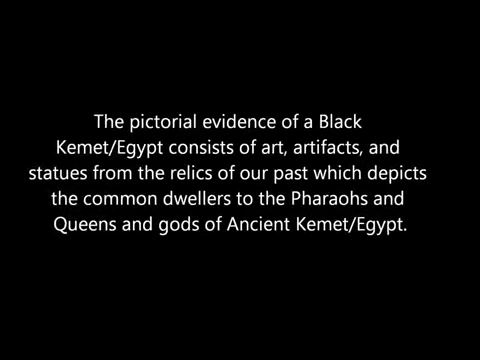 The pictorial evidence of a Black
Kemet/Egypt consists of art, artifacts, and
statues from the relics of our past which depicts
the common dwellers to the Pharaohs and
Queens and gods of Ancient Kemet/Egypt.